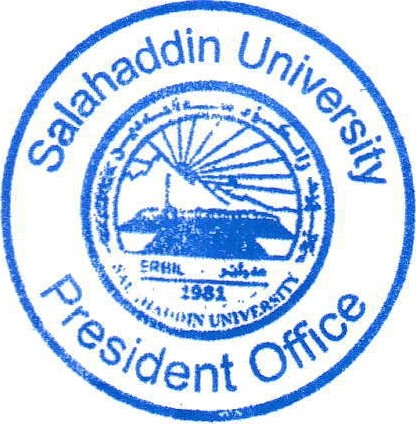 Salahaddin University
ERBIL
1981
SALAHADDIN UNIVERSITY
President Office